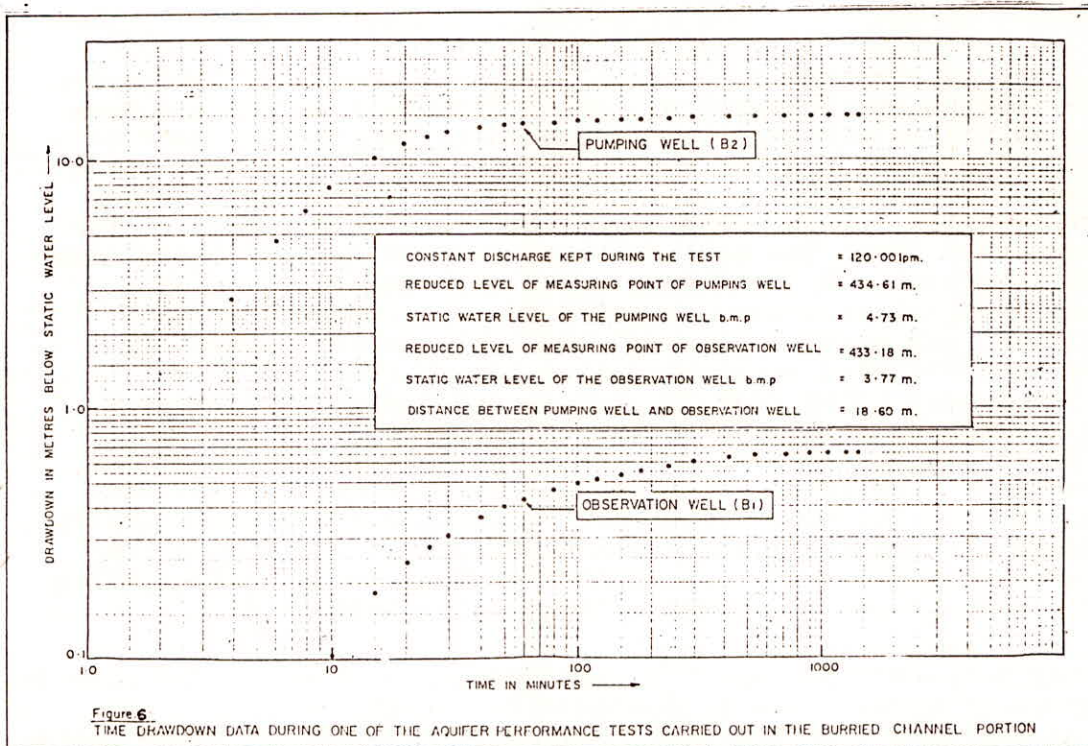 DRAWDOWN IN METRES BELOW STATIC WATER LEVEL
10·0
1·0
0·1
PUMPING WELL (B2)
CONSTANT DISCHARGE KEPT DURING THE TEST = 120·00 lpm.
REDUCED LEVEL OF MEASURING POINT OF PUMPING WELL = 434·61 m.
STATIC WATER LEVEL OF THE PUMPING WELL b.m.p = 4·73 m.
REDUCED LEVEL OF MEASURING POINT OF OBSERVATION WELL = 433·18 m.
STATIC WATER LEVEL OF THE OBSERVATION WELL b.m.p = 3·77 m.
DISTANCE BETWEEN PUMPING WELL AND OBSERVATION WELL = 18·60 m.
OBSERVATION WELL (B1)
1·0 10 100 1000
TIME IN MINUTES
Figure.6
TIME DRAWDOWN DATA DURING ONE OF THE AQUIFER PERFORMANCE TESTS CARRIED OUT IN THE BURRIED CHANNEL PORTION